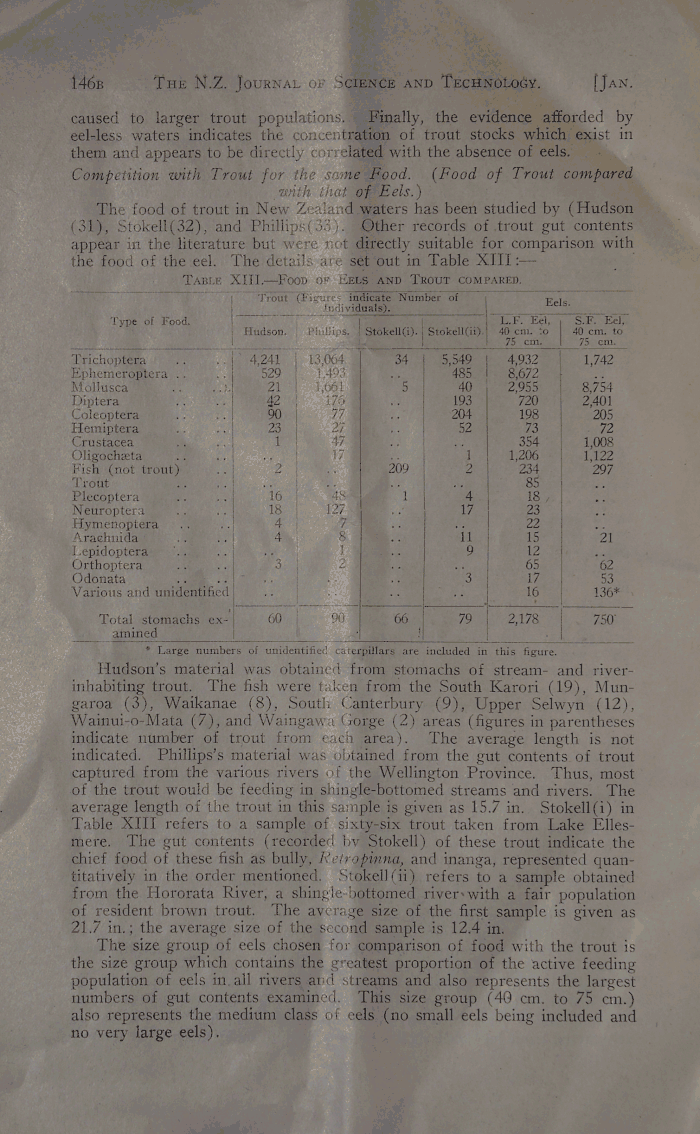 146B THE N.Z. JOURNAL OF SCIENCE AND TECHNOLOGY. [JAN.
caused to larger trout populations. Finally, the evidence afforded by
eel-less waters indicates the concentration of trout stocks which exist in
them and appears to be directly correlated with the absence of eels.
Competition with Trout for the same Food. (Food of Trout compared
with that of Eels.)
The food of trout in New Zealand waters has been studied by (Hudson
(31), Stokell(32), and Phillips(33). Other records of trout gut contents
appear in the literature but were not directly suitable for comparison with
the food of the eel. The details are set out in Table XIII :—
TABLE XIII.—FOOD OF EELS AND TROUT COMPARED.
Type of Food. Trout (Figures indicate Number of Individuals). Eels.
Hudson. Phillips. Stokell(i). Stokell(ii) L.F. Eel, 40 cm. to 75 cm. S.F. Eel, 40 cm. to 75 cm.
Trichoptera .. .. 4,241 13,064 34 5,549 4,932 1,742
Ephemeroptera .. .. 529 1,493 .. 485 8,672 ..
Mollusca .. .. 21 1,661 5 40 2,955 8,754
Diptera .. .. 42 176 .. 193 720 2,401
Coleoptera .. .. 90 77 .. 204 198 205
Hemiptera .. .. 23 27 .. 52 73 72
Crustacea .. .. 1 47 .. .. 354 1,008
Oligochæta .. .. .. 17 .. 1 1,206 1,122
Fish (not trout) .. 2 .. 209 2 234 297
Trout .. .. .. .. .. .. 85 ..
Plecoptera .. .. 16 48 1 4 18 ..
Neuroptera .. .. 18 127 .. 17 23 ..
Hymenoptera .. .. 4 7 .. .. 22 ..
Arachnida .. .. 4 8 .. 11 15 21
Lepidoptera .. .. .. 1 .. 9 12 ..
Orthoptera .. .. 3 2 .. .. 65 62
Odonata .. .. .. .. .. 3 17 53
Various and unidentified .. .. .. .. 16 136*
Total stomachs ex- 60 90 66 79 2,178 750
amined
* Large numbers of unidentified caterpillars are included in this figure.
Hudson's material was obtained from stomachs of stream- and river-
inhabiting trout. The fish were taken from the South Karori (19), Mun-
garoa (3), Waikanae (8), South Canterbury (9), Upper Selwyn (12),
Wainui-o-Mata (7), and Waingawa Gorge (2) areas (figures in parentheses
indicate number of trout from each area). The average length is not
indicated. Phillips's material was obtained from the gut contents of trout
captured from the various rivers of the Wellington Province. Thus, most
of the trout would be feeding in shingle-bottomed streams and rivers. The
average length of the trout in this sample is given as 15.7 in. Stokell(i) in
Table XIII refers to a sample of sixty-six trout taken from Lake Elles-
mere. The gut contents (recorded by Stokell) of these trout indicate the
chief food of these fish as bully, Retropinna, and inanga, represented quan-
titatively in the order mentioned. Stokell(ii) refers to a sample obtained
from the Hororata River, a shingle-bottomed river with a fair population
of resident brown trout. The average size of the first sample is given as
21.7 in.; the average size of the second sample is 12.4 in.
The size group of eels chosen for comparison of food with the trout is
the size group which contains the greatest proportion of the active feeding
population of eels in all rivers and streams and also represents the largest
numbers of gut contents examined. This size group (40 cm. to 75 cm.)
also represents the medium class of eels (no small eels being included and
no very large eels).